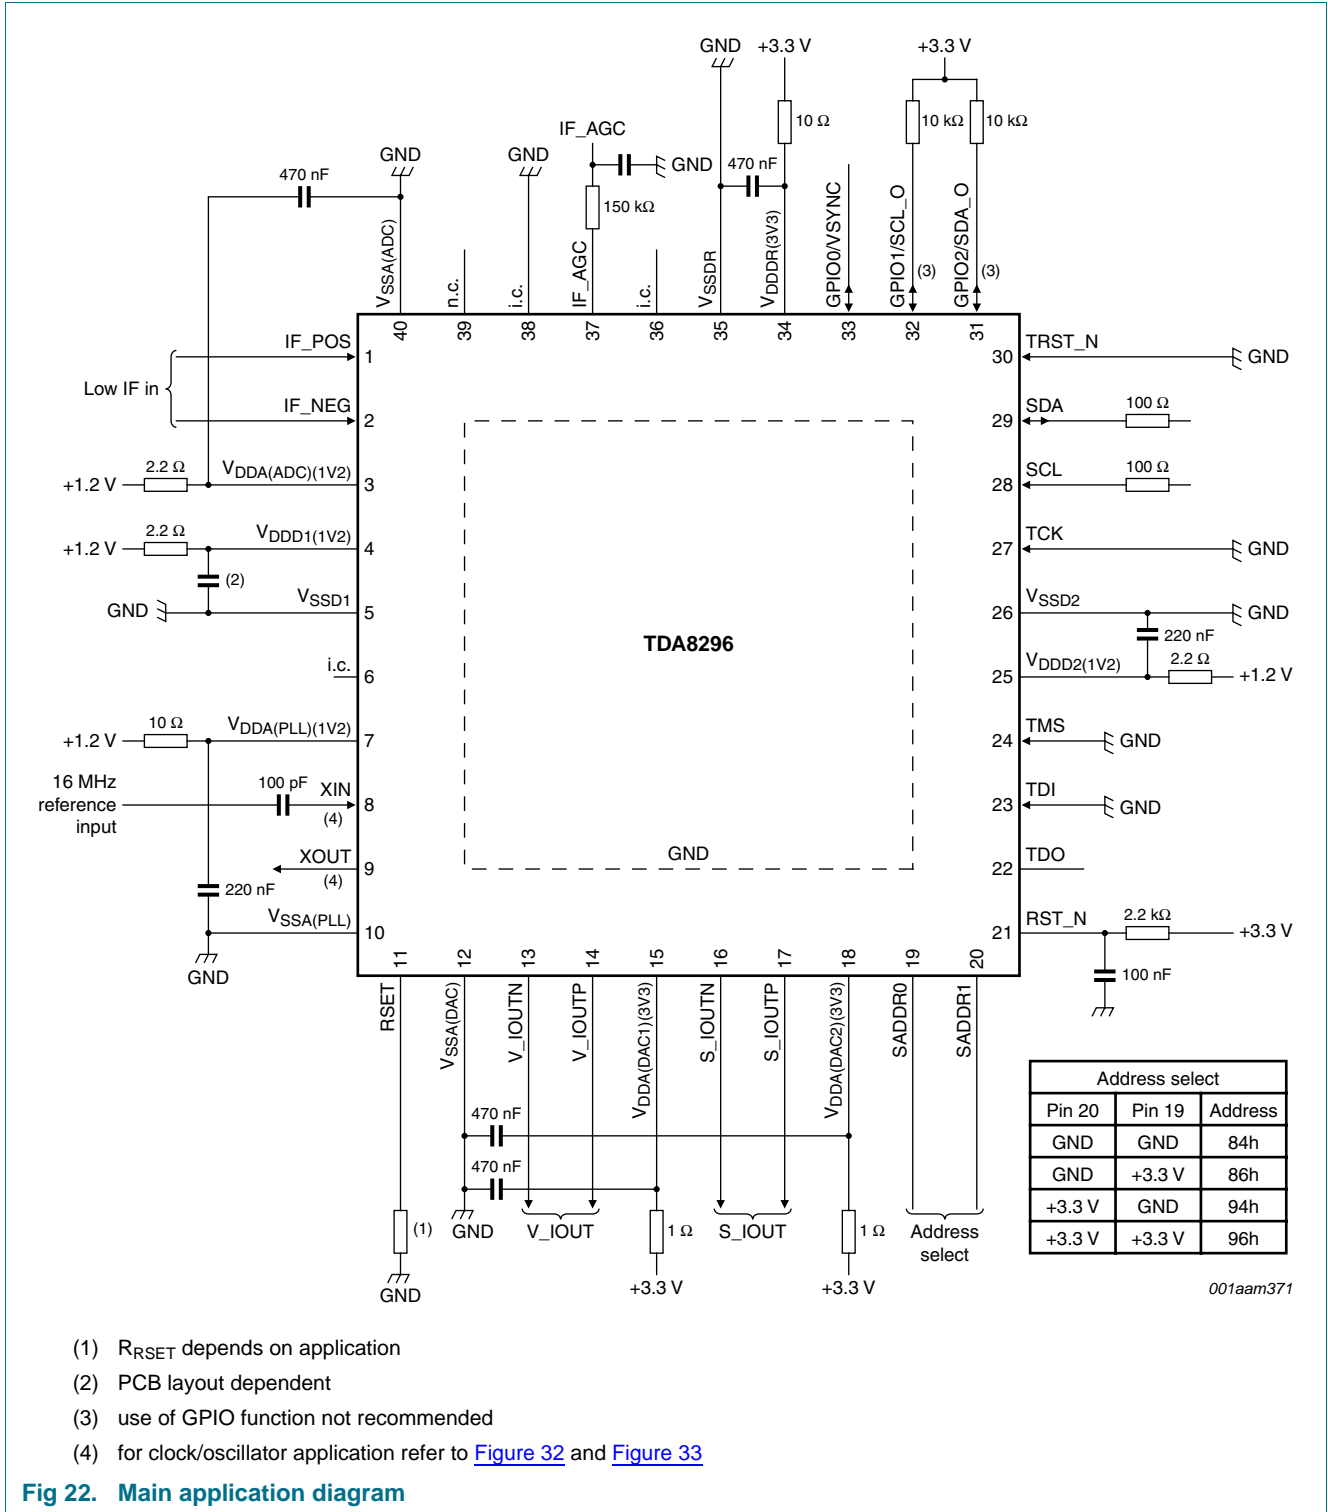 GND +3.3 V +3.3 V
10 Ω 10 kΩ 10 kΩ
IF_AGC
GND GND GND 470 nF
470 nF
150 kΩ
VSSA(ADC)
n.c.
i.c.
IF_AGC
i.c.
VSSDR
VDDDR(3V3)
GPIO0/VSYNC
GPIO1/SCL_O
(3)
GPIO2/SDA_O
(3)
40 39 38 37 36 35 34 33 32 31
IF_POS 1
Low IF in
IF_NEG 2
+1.2 V 2.2 Ω VDDA(ADC)(1V2) 3
+1.2 V 2.2 Ω VDDD1(1V2) 4
(2)
GND VSSD1 5
i.c. 6
+1.2 V 10 Ω VDDA(PLL)(1V2) 7
16 MHz
reference
input
100 pF XIN 8
(4)
XOUT 9
(4)
220 nF
VSSA(PLL) 10
GND
TDA8296
GND
30 TRST_N GND
29 SDA 100 Ω
28 SCL 100 Ω
27 TCK GND
26 VSSD2 GND
220 nF
25 VDDD2(1V2) 2.2 Ω +1.2 V
24 TMS GND
23 TDI GND
22 TDO
21 RST_N 2.2 kΩ +3.3 V
100 nF
11 12 13 14 15 16 17 18 19 20
RSET
VSSA(DAC)
V_IOUTN
V_IOUTP
VDDA(DAC1)(3V3)
S_IOUTN
S_IOUTP
VDDA(DAC2)(3V3)
SADDR0
SADDR1
470 nF
470 nF
(1) GND V_IOUT 1 Ω S_IOUT 1 Ω Address
select
GND +3.3 V +3.3 V
Address select
Pin 20 Pin 19 Address
GND GND 84h
GND +3.3 V 86h
+3.3 V GND 94h
+3.3 V +3.3 V 96h
001aam371
(1) RRSET depends on application
(2) PCB layout dependent
(3) use of GPIO function not recommended
(4) for clock/oscillator application refer to Figure 32 and Figure 33
Fig 22. Main application diagram